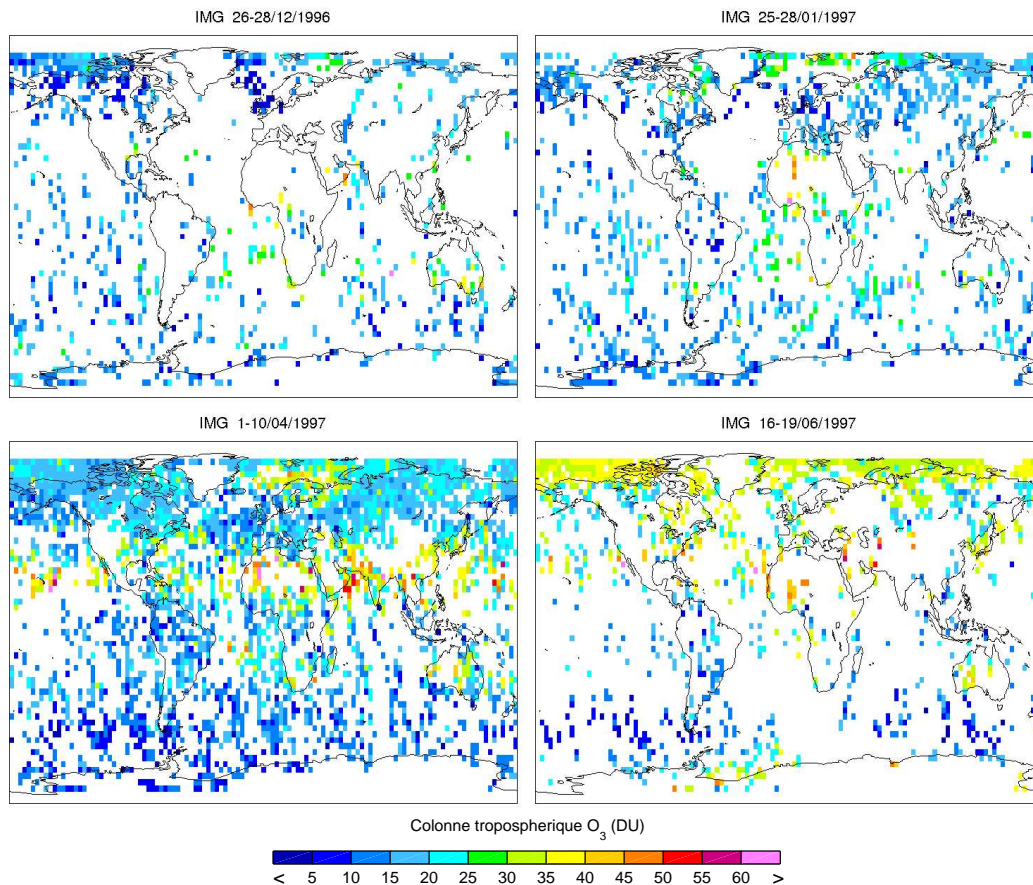 IMG 26-28/12/1996
IMG 25-28/01/1997
IMG 1-10/04/1997
IMG 16-19/06/1997
Colonne tropospherique O3 (DU)
< 5 10 15 20 25 30 35 40 45 50 55 60 >